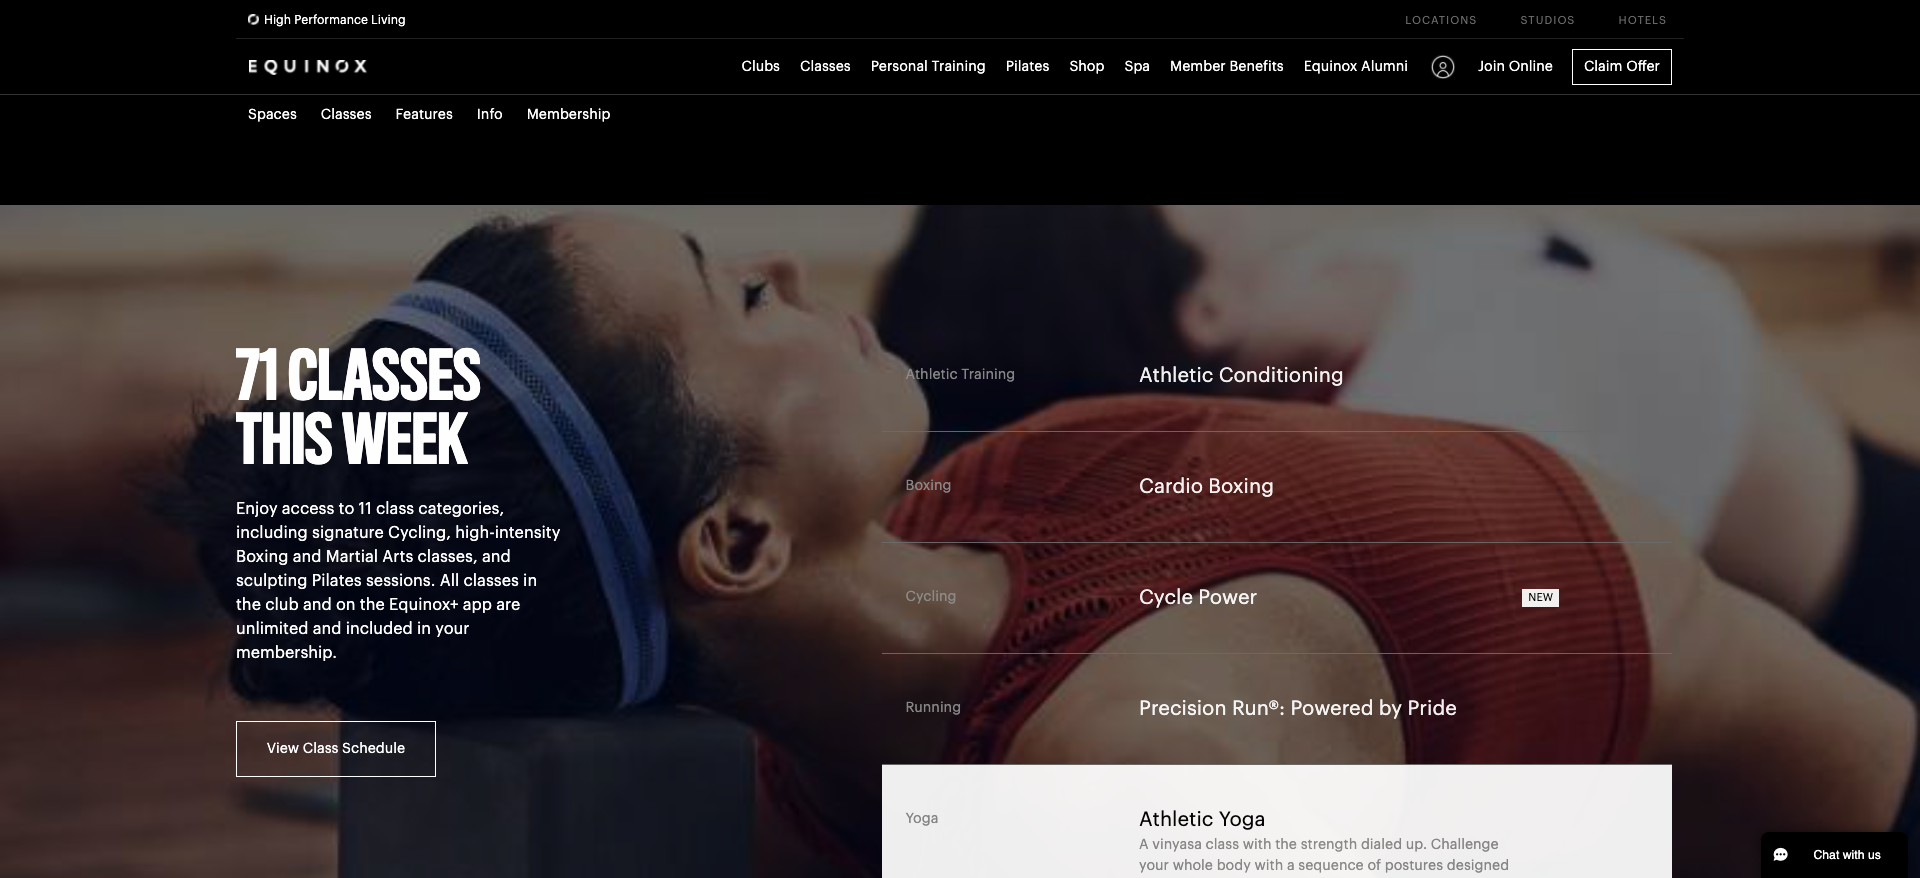 High Performance Living
LOCATIONS STUDIOS HOTELS
EQUINOX
Clubs Classes Personal Training Pilates Shop Spa Member Benefits Equinox Alumni Join Online Claim Offer
Spaces Classes Features Info Membership
71 CLASSES
THIS WEEK
Enjoy access to 11 class categories,
including signature Cycling, high-intensity
Boxing and Martial Arts classes, and
sculpting Pilates sessions. All classes in
the club and on the Equinox+ app are
unlimited and included in your
membership.
View Class Schedule
Athletic Training Athletic Conditioning
Boxing Cardio Boxing
Cycling Cycle Power NEW
Running Precision Run®: Powered by Pride
Yoga Athletic Yoga
A vinyasa class with the strength dialed up. Challenge
your whole body with a sequence of postures designed
Chat with us